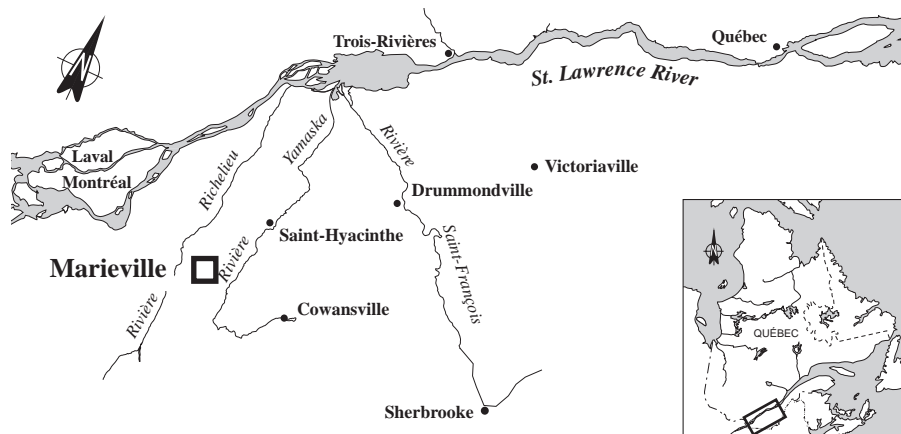 Trois-Rivières
Québec
St. Lawrence River
Laval
Montréal
Richelieu
Rivière
Yamaska
Rivière
Rivière
Saint-François
Victoriaville
Drummondville
Saint-Hyacinthe
Marieville
Cowansville
Sherbrooke
QUÉBEC